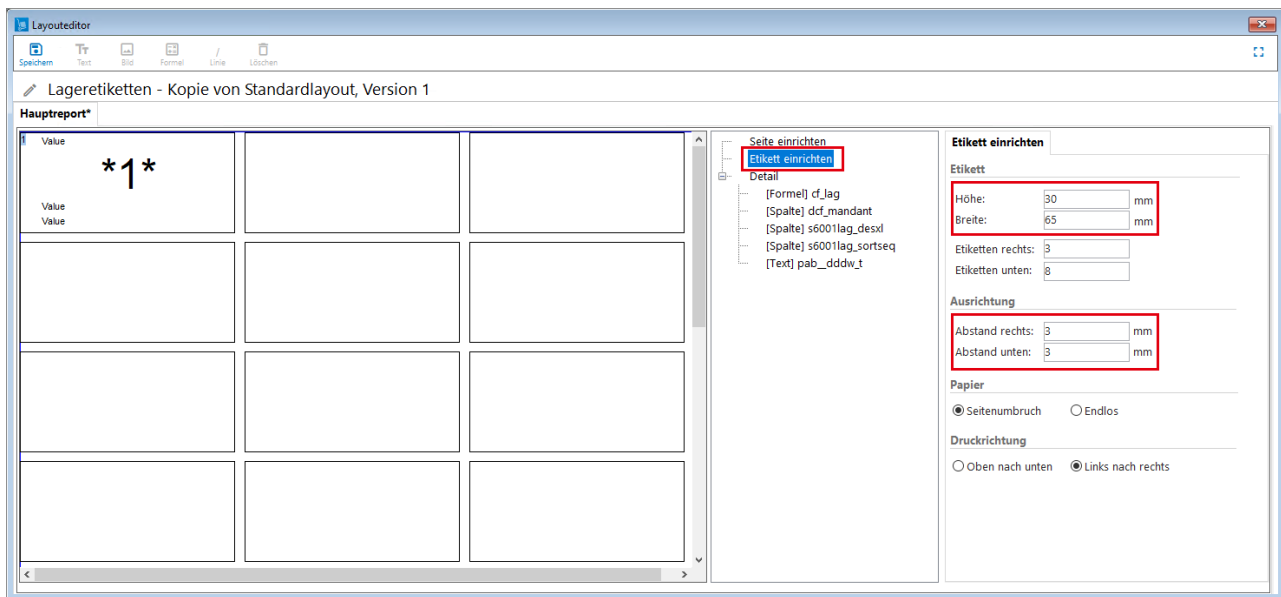 Layouteditor
Speichern Text Bild Formel Linie Löschen
Lageretiketten - Kopie von Standardlayout, Version 1
Hauptreport*
1 Value
*1*
Value
Value
Seite einrichten
Etikett einrichten
Detail
[Formel] cf_lag
[Spalte] dcf_mandant
[Spalte] s6001lag_desxl
[Spalte] s6001lag_sortseq
[Text] pab__dddw_t
Etikett einrichten
Etikett
Höhe: 30 mm
Breite: 65 mm
Etiketten rechts: 3
Etiketten unten: 8
Ausrichtung
Abstand rechts: 3 mm
Abstand unten: 3 mm
Papier
Seitenumbruch Endlos
Druckrichtung
Oben nach unten Links nach rechts